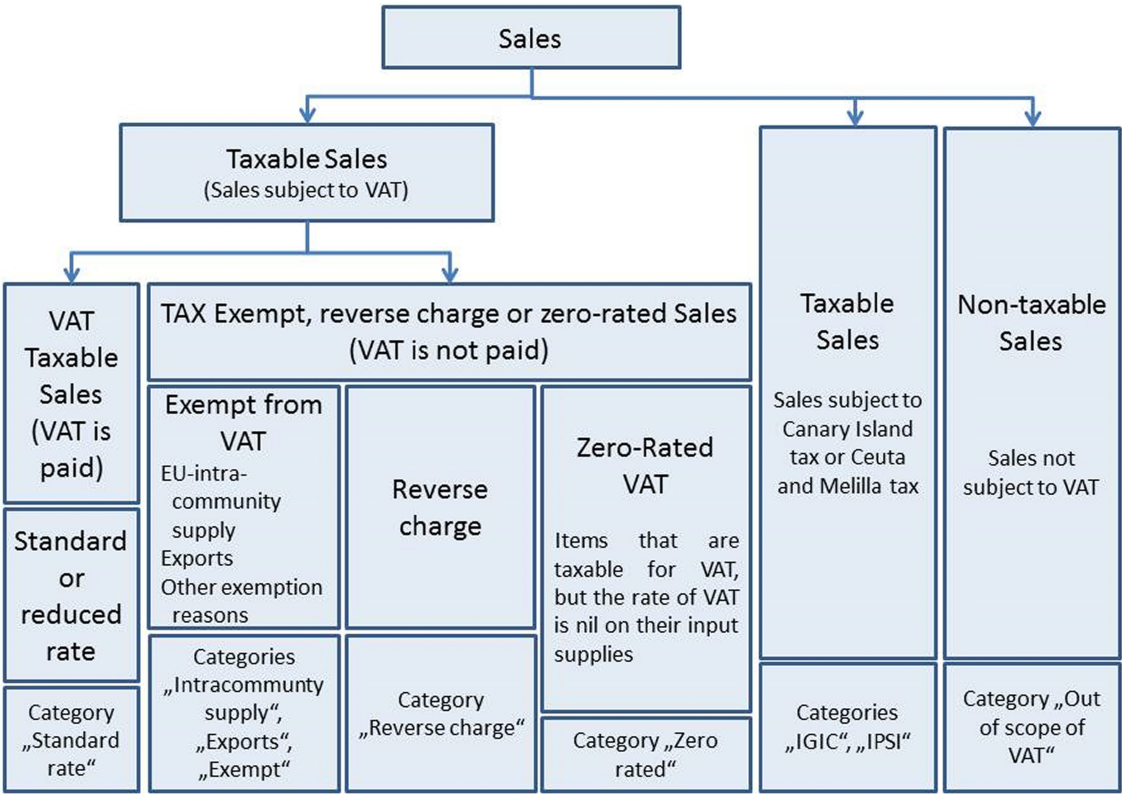 Sales
Taxable Sales
(Sales subject to VAT)
VAT
Taxable
Sales
(VAT is
paid)
Standard
or
reduced
rate
Category
„Standard
rate“
TAX Exempt, reverse charge or zero-rated Sales
(VAT is not paid)
Exempt from
VAT
EU-intra-
community
supply
Exports
Other exemption
reasons
Categories
„Intracommunty
supply“,
„Exports“,
„Exempt“
Reverse
charge
Category
„Reverse charge“
Zero-Rated
VAT
Items that are
taxable for VAT,
but the rate of VAT
is nil on their input
supplies
Category „Zero
rated“
Taxable
Sales
Sales subject to
Canary Island
tax or Ceuta
and Melilla tax
Categories
„IGIC“, „IPSI“
Non-taxable
Sales
Sales not
subject to VAT
Category „Out
of scope of
VAT“